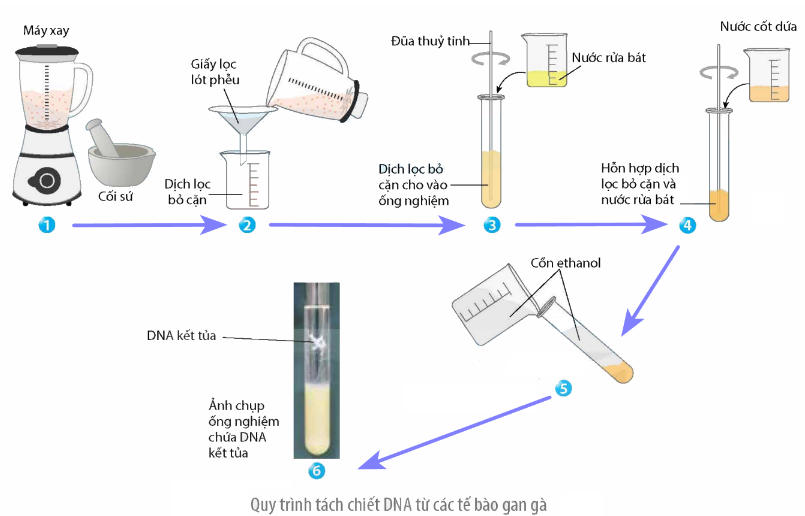 Máy xay
Cối sứ
1
Giấy lọc
lót phễu
Dịch lọc
bỏ cặn
2
Đũa thuỷ tinh
Nước rửa bát
Dịch lọc bỏ
cặn cho vào
ống nghiệm
3
Nước cốt dứa
Hỗn hợp dịch
lọc bỏ cặn và
nước rửa bát
4
Cồn ethanol
5
DNA kết tủa
Ảnh chụp
ống nghiệm
chứa DNA
kết tủa
6
Quy trình tách chiết DNA từ các tế bào gan gà